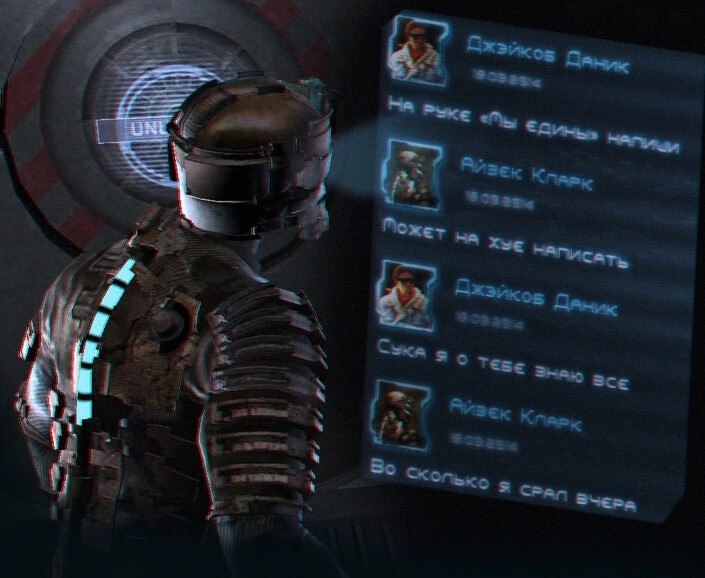 UNL
Джэйкоб Даник
На руке «Мы едины» напиши
Айзек Кларк
Может на хуе написать
Джэйкоб Даник
Сука я о тебе знаю все
Айзек Кларк
Во сколько я срал вчера